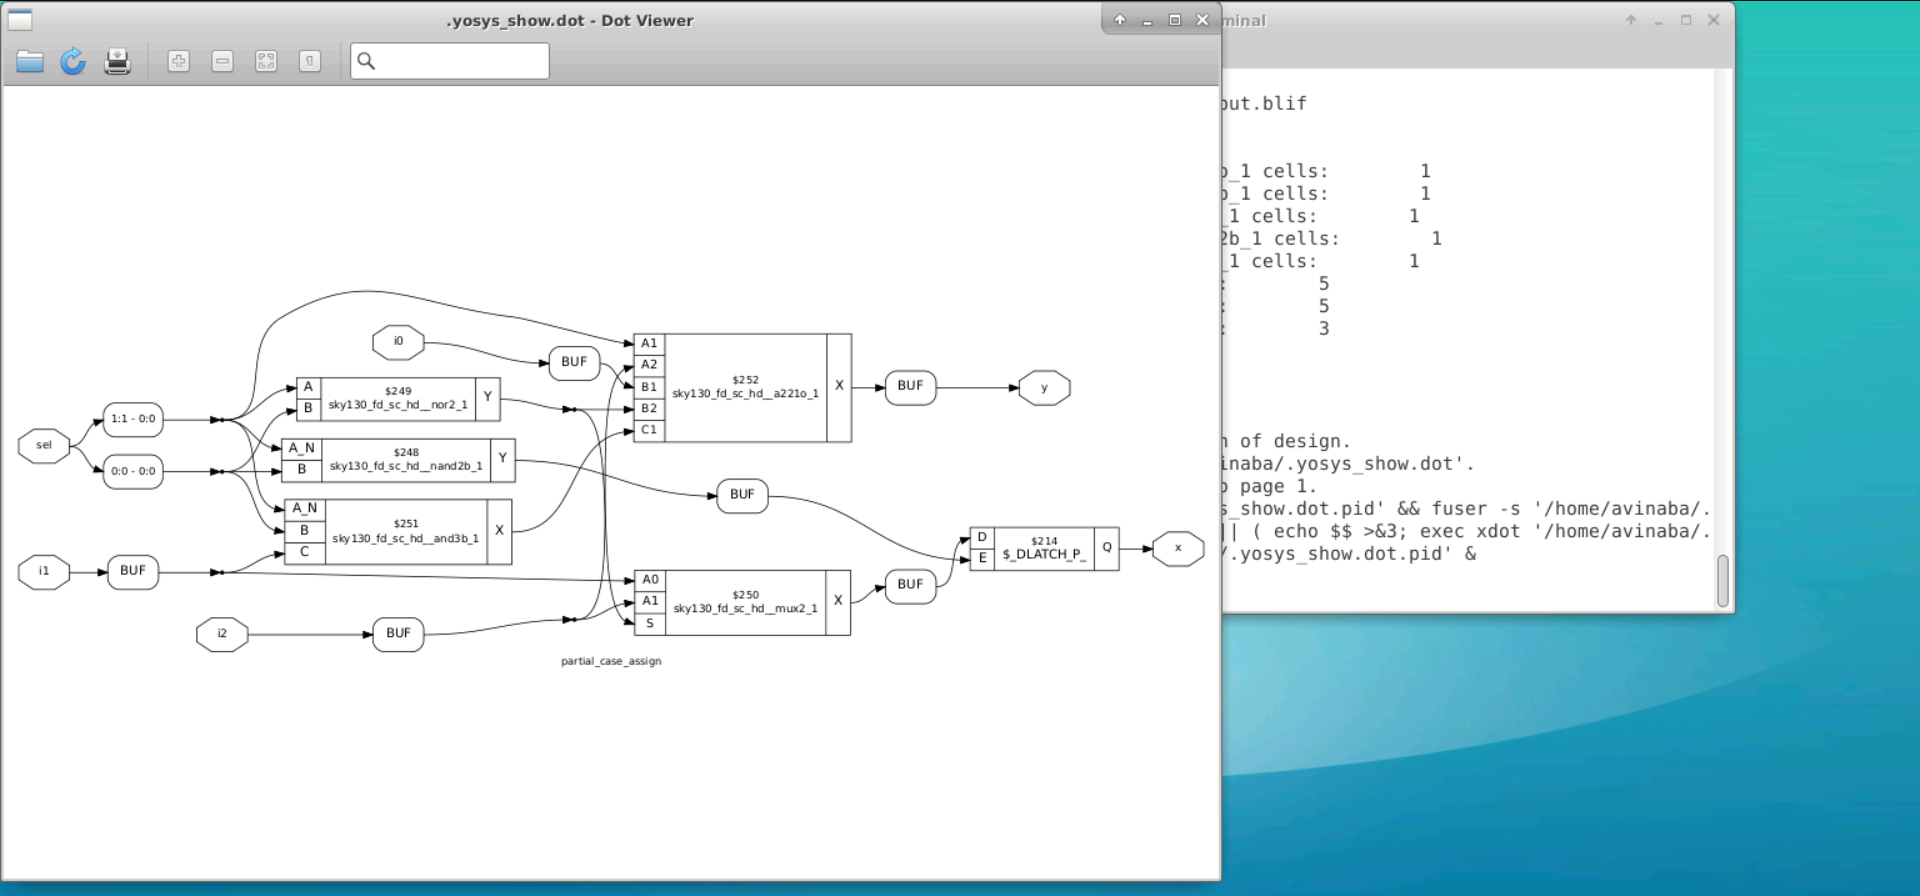 .yosys_show.dot - Dot Viewer
minal
out.blif
_1 cells: 1
_1 cells: 1
_1 cells: 1
2b_1 cells: 1
_1 cells: 1
: 5
: 5
: 3
n of design.
inaba/.yosys_show.dot'.
page 1.
s_show.dot.pid' && fuser -s '/home/avinaba/.
|| ( echo $$ >&3; exec xdot '/home/avinaba/.
/.yosys_show.dot.pid' &
sel
1:1 - 0:0
0:0 - 0:0
i0
BUF
A
B
$249
sky130_fd_sc_hd__nor2_1
Y
A_N
B
$248
sky130_fd_sc_hd__nand2b_1
Y
A_N
B
C
$251
sky130_fd_sc_hd__and3b_1
X
i1
BUF
i2
BUF
A1
A2
B1
B2
C1
$252
sky130_fd_sc_hd__a221o_1
X
BUF
y
BUF
A0
A1
S
$250
sky130_fd_sc_hd__mux2_1
X
BUF
D
E
$214
$_DLATCH_P_
Q
x
partial_case_assign